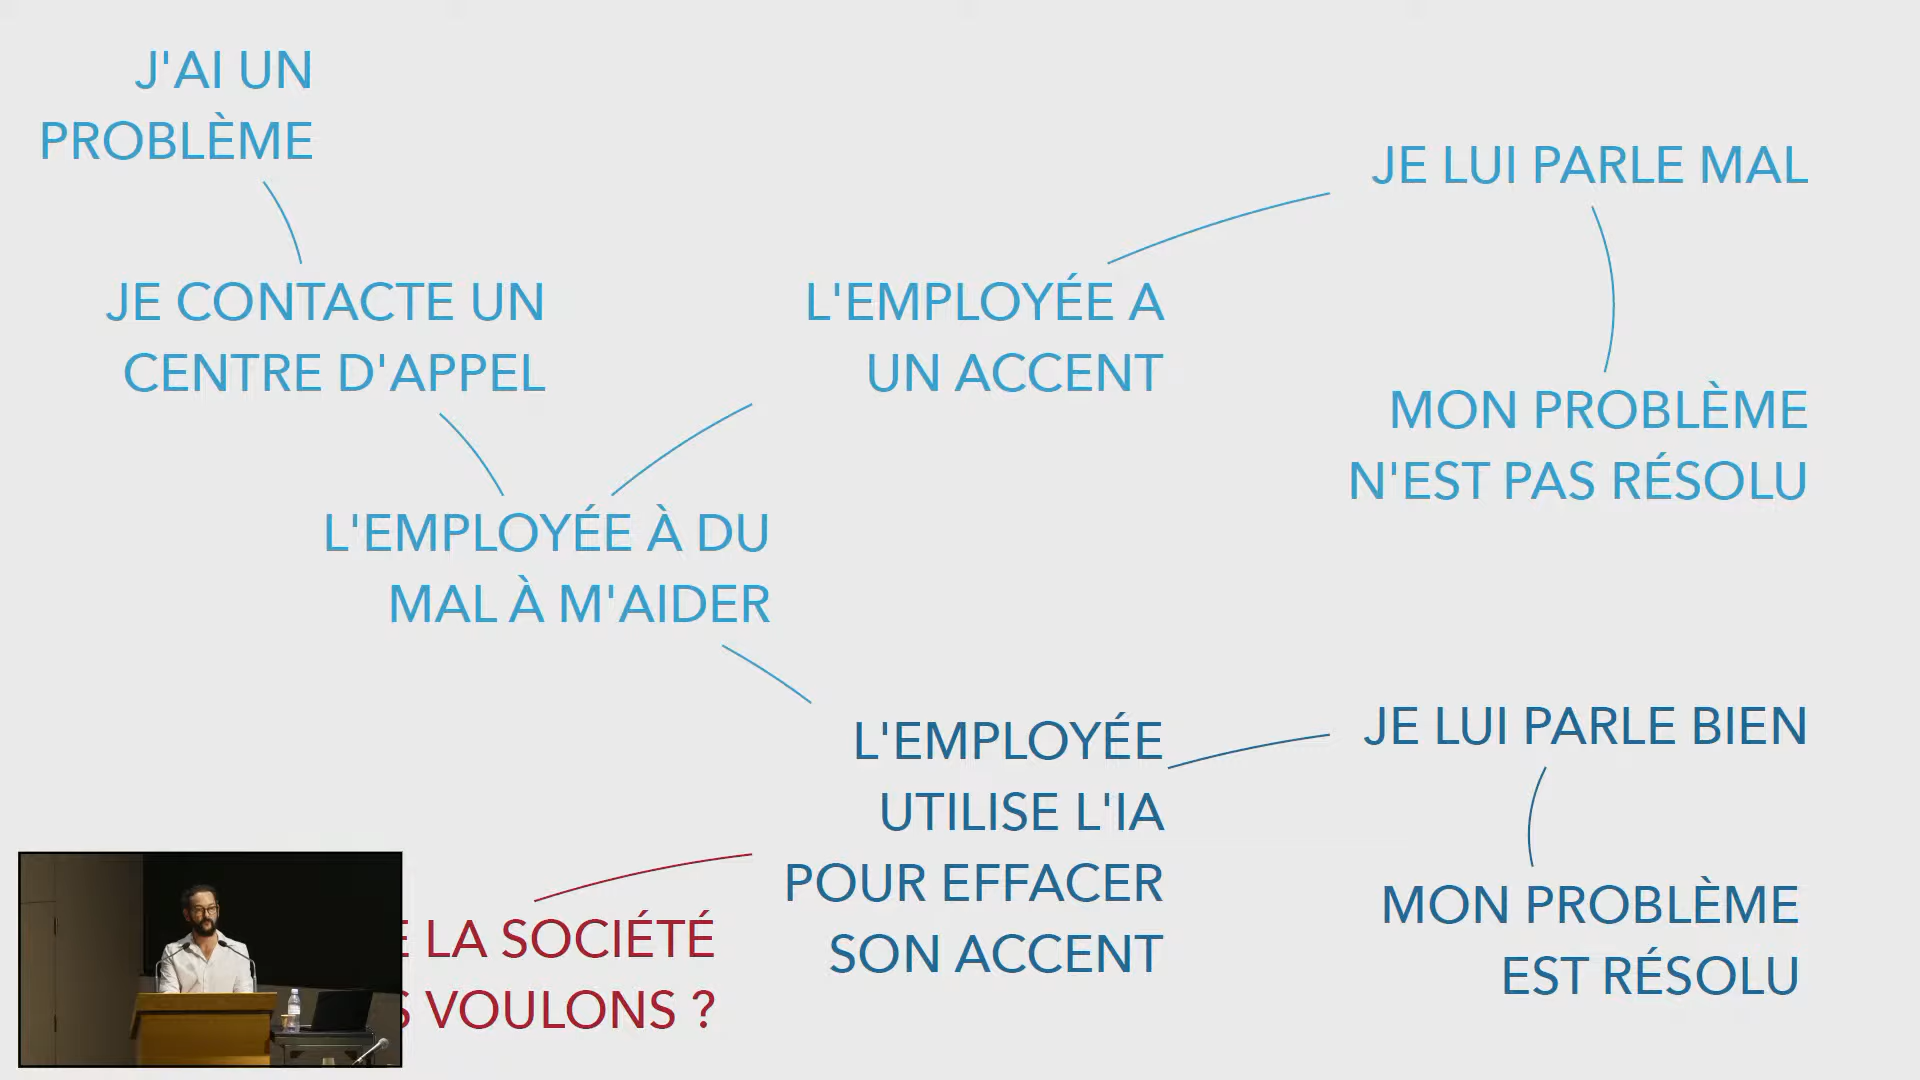 J'AI UN
PROBLÈME
JE CONTACTE UN
CENTRE D'APPEL
L'EMPLOYÉE À DU
MAL À M'AIDER
L'EMPLOYÉE A
UN ACCENT
JE LUI PARLE MAL
MON PROBLÈME
N'EST PAS RÉSOLU
L'EMPLOYÉE
UTILISE L'IA
POUR EFFACER
SON ACCENT
JE LUI PARLE BIEN
MON PROBLÈME
EST RÉSOLU
LA SOCIÉTÉ
VOULONS ?